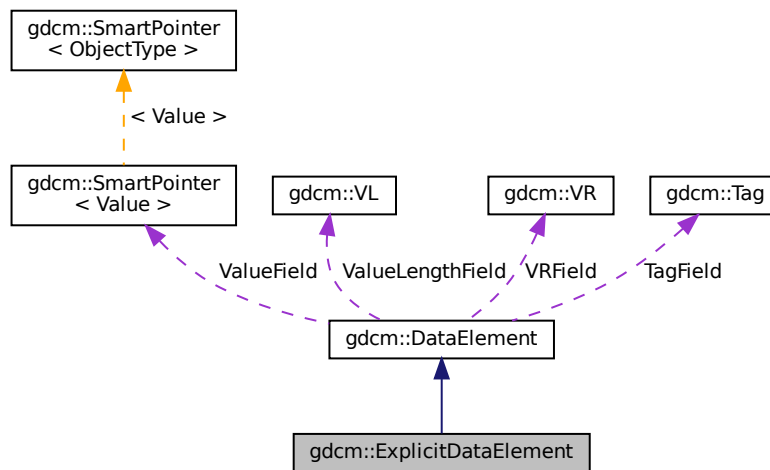 gdcm::SmartPointer
< ObjectType >
< Value >
gdcm::SmartPointer
< Value >
gdcm::VL
gdcm::VR
gdcm::Tag
ValueField
ValueLengthField
VRField
TagField
gdcm::DataElement
gdcm::ExplicitDataElement